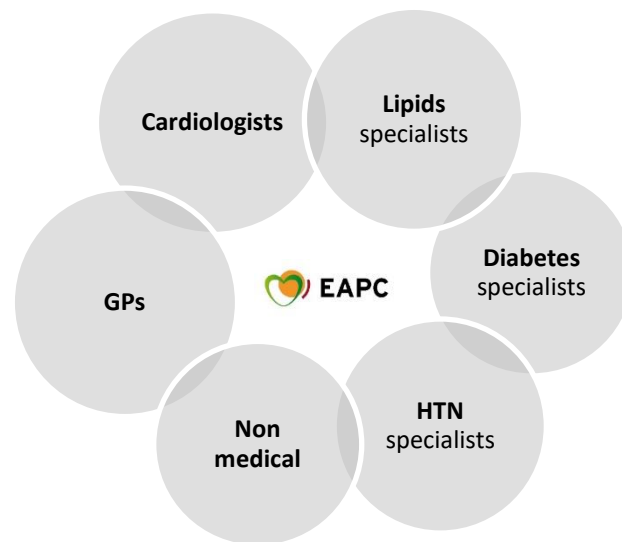 Cardiologists
Lipids
specialists
Diabetes
specialists
HTN
specialists
Non
medical
GPs
EAPC